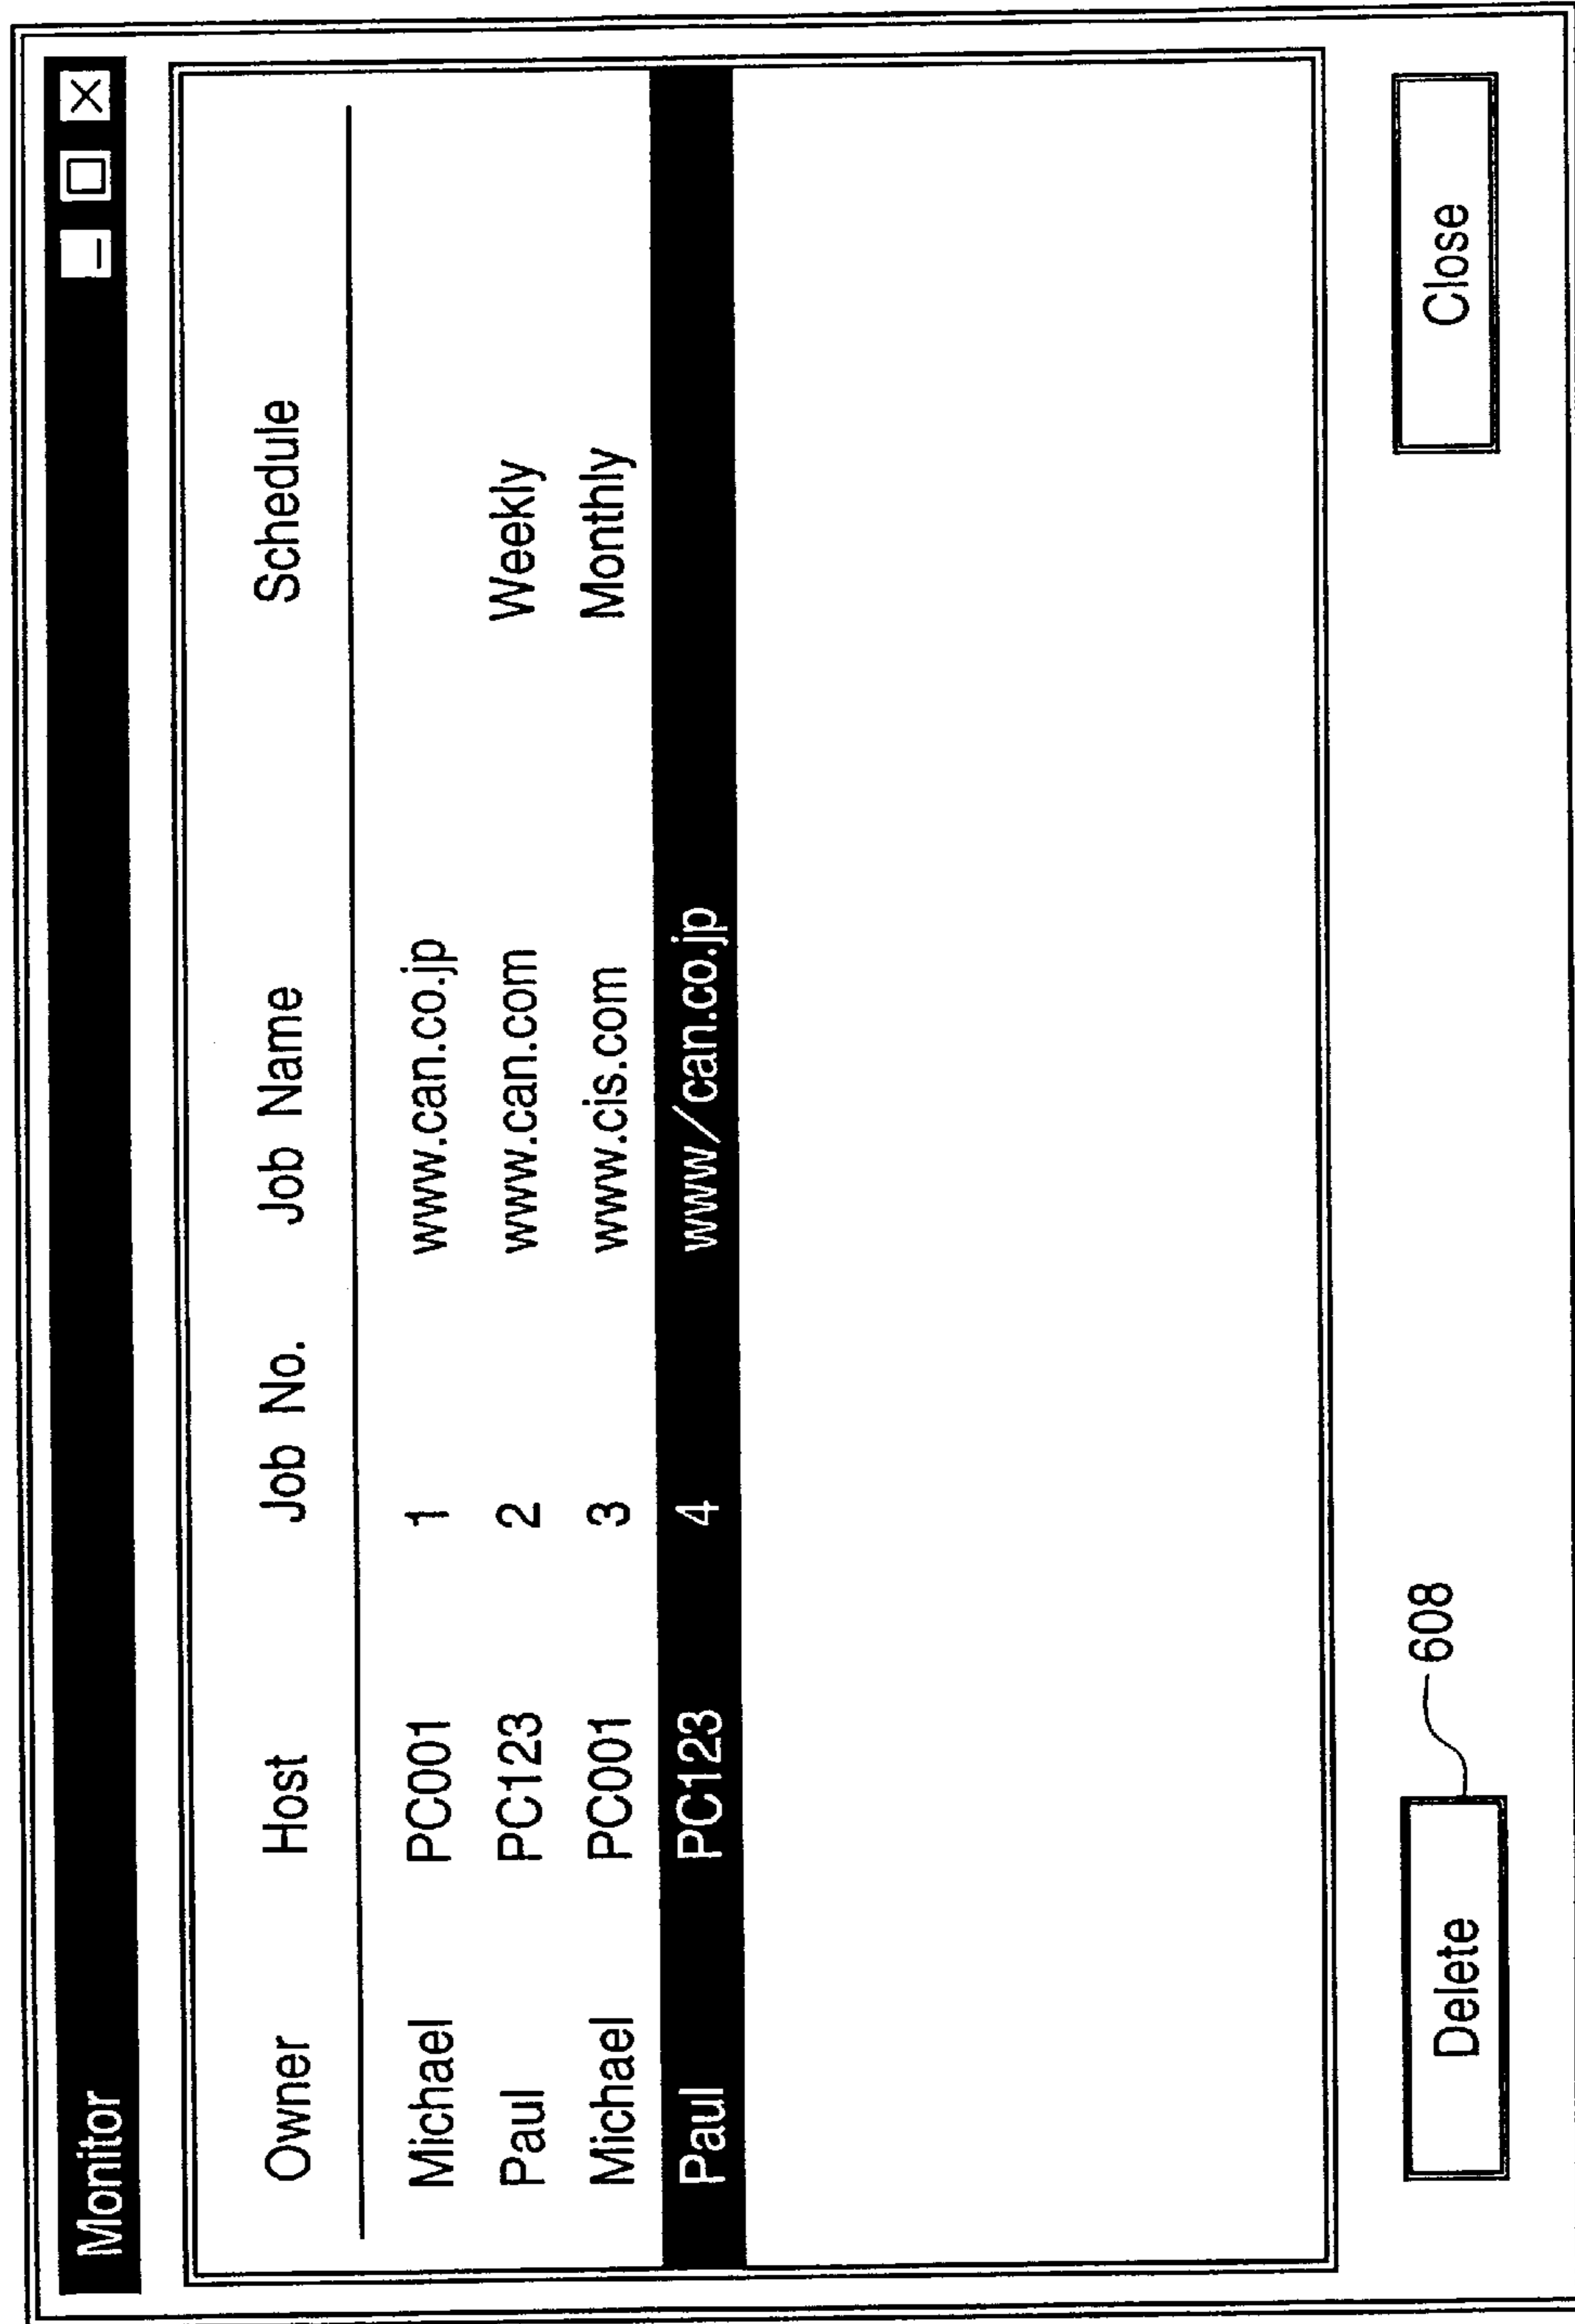 Monitor
Owner Host Job No. Job Name Schedule
Michael PC001 1 www.can.co.jp
Paul PC123 2 www.can.com Weekly
Michael PC001 3 www.cis.com Monthly
Paul PC123 4 www/can.co.jp
608
Delete Close